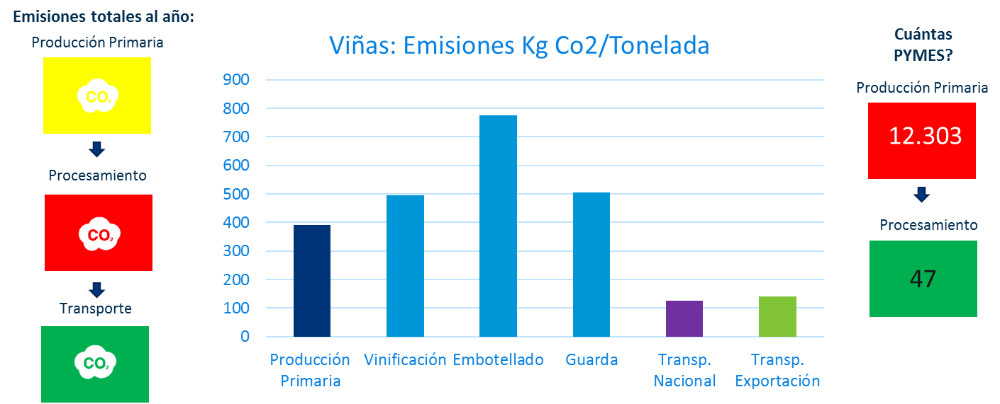 Emisiones totales al año:
Producción Primaria
CO₂
Procesamiento
CO₂
Transporte
CO₂
Viñas: Emisiones Kg Co2/Tonelada
900
800
700
600
500
400
300
200
100
0
Producción
Primaria
Vinificación
Embotellado
Guarda
Transp.
Nacional
Transp.
Exportación
Cuántas
PYMES?
Producción Primaria
12.303
Procesamiento
47